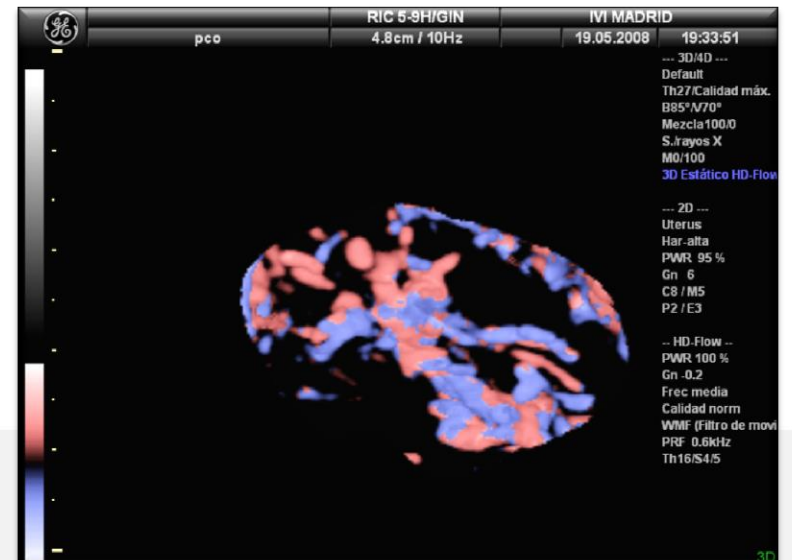 GE
RIC 5-9H/GIN IVI MADRID
pco 4.8cm / 10Hz 19.05.2008 19:33:51
--- 3D/4D ---
Default
Th27/Calidad máx.
B85°/V70°
Mezcla100/0
S./rayos X
M0/100
3D Estático HD-Flow
--- 2D ---
Uterus
Har-alta
PWR 95 %
Gn 6
C8 / M5
P2 / E3
-- HD-Flow --
PWR 100 %
Gn -0.2
Frec media
Calidad norm
WMF (Filtro de movi
PRF 0.6kHz
Th16/S4/5
3D